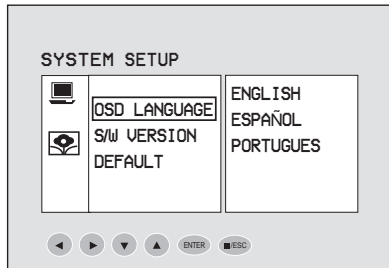 SYSTEM SETUP
OSD LANGUAGE
S/W VERSION
DEFAULT
ENGLISH
ESPAÑOL
PORTUGUES
ENTER
■/ESC